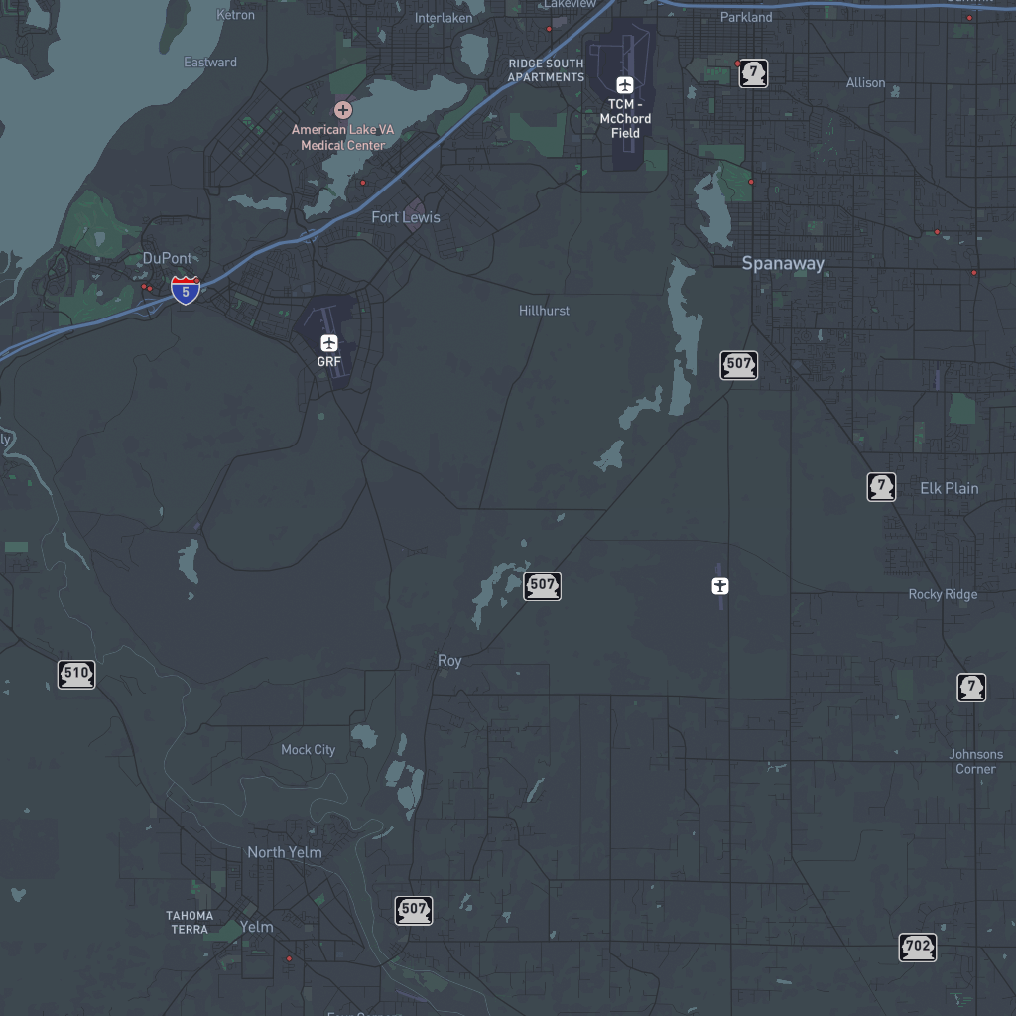 Ketron
Interlaken
Lakeview
Parkland
Eastward
RIDGE SOUTH
APARTMENTS
7
Allison
TCM -
McChord
Field
American Lake VA
Medical Center
Fort Lewis
DuPont
Spanaway
5
Hillhurst
GRF
507
ly
7
Elk Plain
507
Rocky Ridge
Roy
510
7
Mock City
Johnsons
Corner
North Yelm
507
TAHOMA
TERRA
Yelm
702